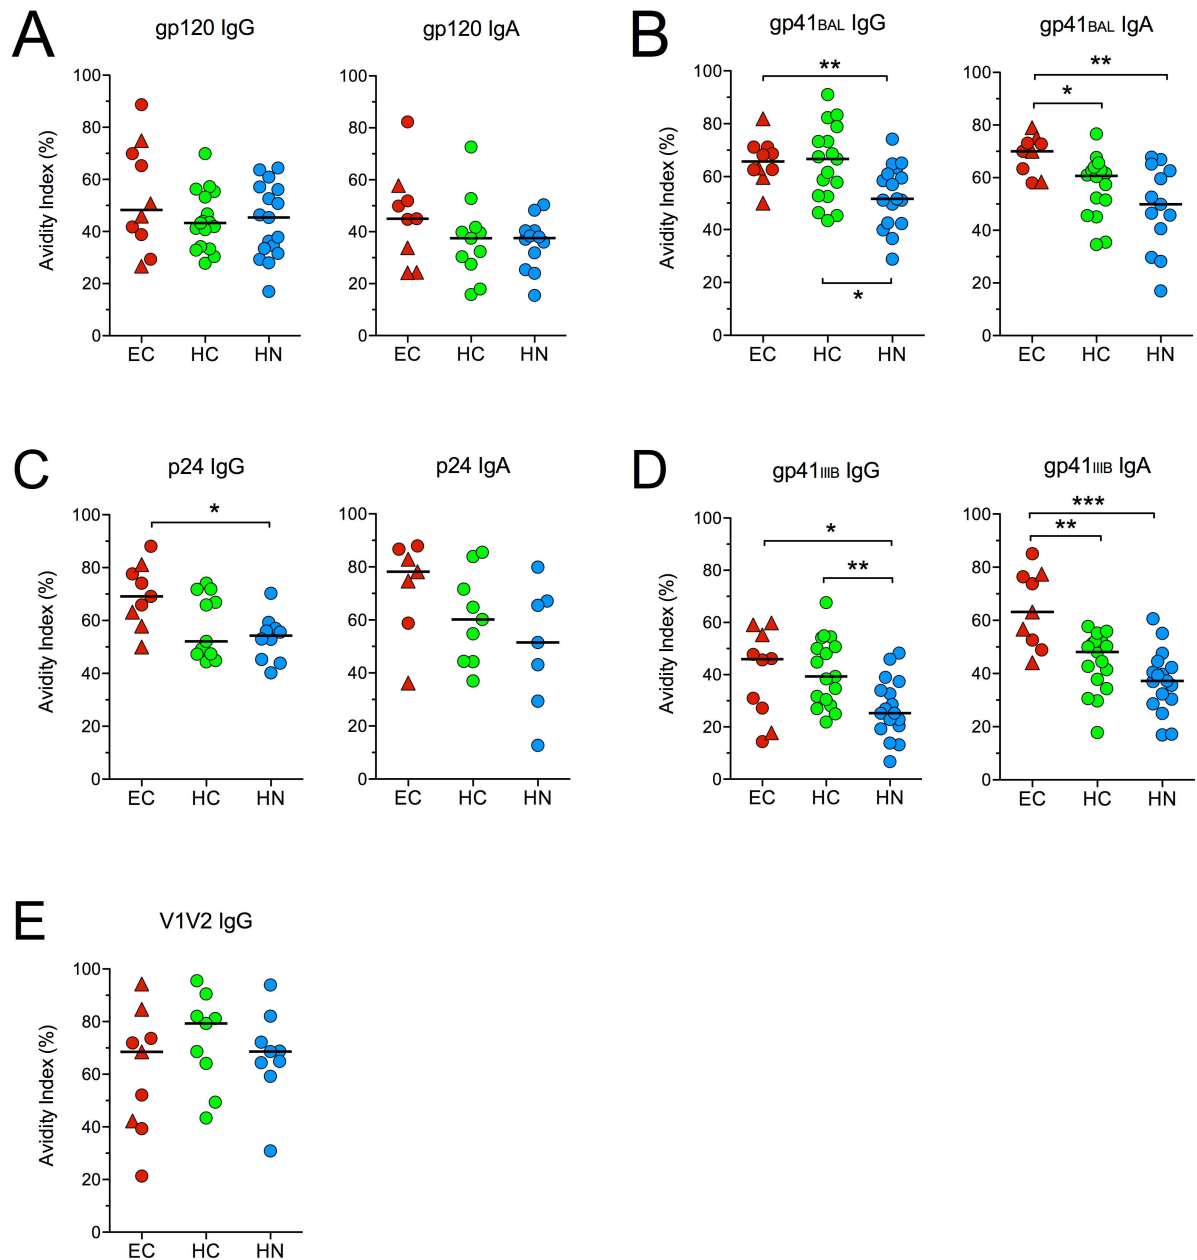 A
gp120 IgG
Avidity Index (%)
100
80
60
40
20
0
EC HC HN
gp120 IgA
100
80
60
40
20
0
EC HC HN
B
gp41BAL IgG
Avidity Index (%)
100
80
60
40
20
0
**
*
EC HC HN
gp41BAL IgA
100
80
60
40
20
0
**
*
EC HC HN
C
p24 IgG
Avidity Index (%)
100
80
60
40
20
0
*
EC HC HN
p24 IgA
100
80
60
40
20
0
EC HC HN
D
gp41IIIB IgG
Avidity Index (%)
100
80
60
40
20
0
*
**
EC HC HN
gp41IIIB IgA
100
80
60
40
20
0
***
**
EC HC HN
E
V1V2 IgG
Avidity Index (%)
100
80
60
40
20
0
EC HC HN